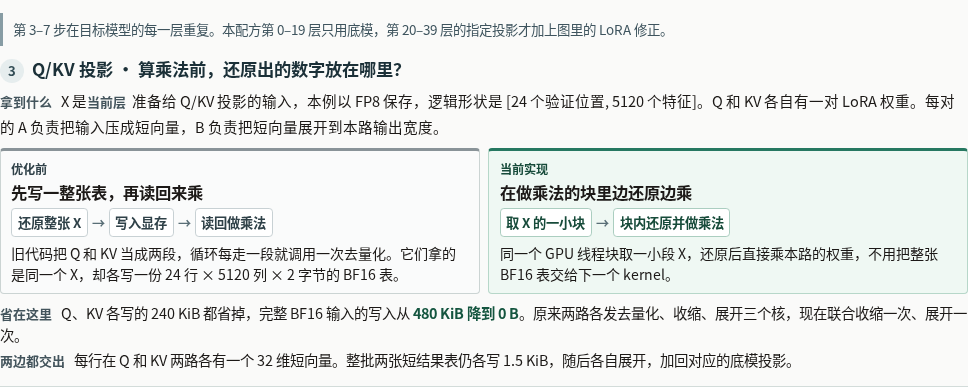 第 3–7 步在目标模型的每一层重复。本配方第 0–19 层只用底模，第 20–39 层的指定投影才加上图里的 LoRA 修正。
3 Q/KV 投影 · 算乘法前，还原出的数字放在哪里？
拿到什么 X 是当前层 准备给 Q/KV 投影的输入，本例以 FP8 保存，逻辑形状是 [24 个验证位置, 5120 个特征]。Q 和 KV 各自有一对 LoRA 权重。每对
的 A 负责把输入压成短向量，B 负责把短向量展开到本路输出宽度。
优化前
先写一整张表，再读回来乘
还原整张 X → 写入显存 → 读回做乘法
旧代码把 Q 和 KV 当成两段，循环每走一段就调用一次去量化。它们拿的
是同一个 X，却各写一份 24 行 × 5120 列 × 2 字节的 BF16 表。
当前实现
在做乘法的块里边还原边乘
取 X 的一小块 → 块内还原并做乘法
同一个 GPU 线程块取一小段 X，还原后直接乘本路的权重，不用把整张
BF16 表交给下一个 kernel。
省在这里 Q、KV 各写的 240 KiB 都省掉，完整 BF16 输入的写入从 480 KiB 降到 0 B。原来两路各发去量化、收缩、展开三个核，现在联合收缩一次、展开一
次。
两边都交出 每行在 Q 和 KV 两路各有一个 32 维短向量。整批两张短结果表仍各写 1.5 KiB，随后各自展开，加回对应的底模投影。